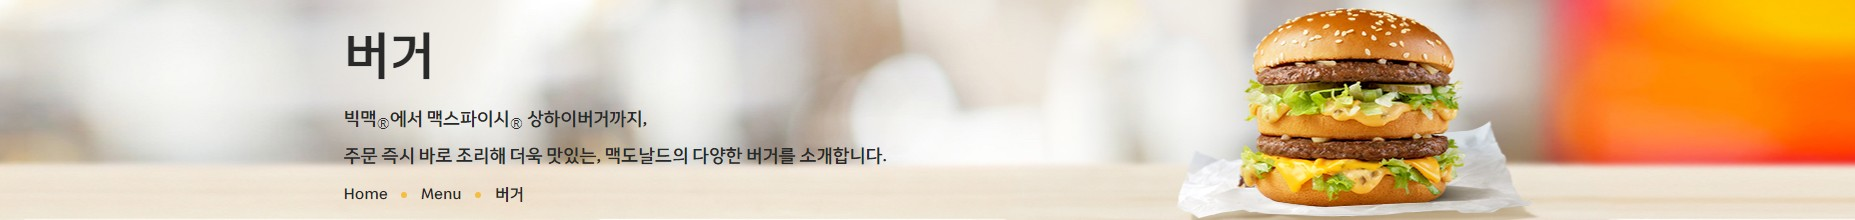 버거
빅맥®에서 맥스파이시® 상하이버거까지,
주문 즉시 바로 조리해 더욱 맛있는, 맥도날드의 다양한 버거를 소개합니다.
Home • Menu • 버거